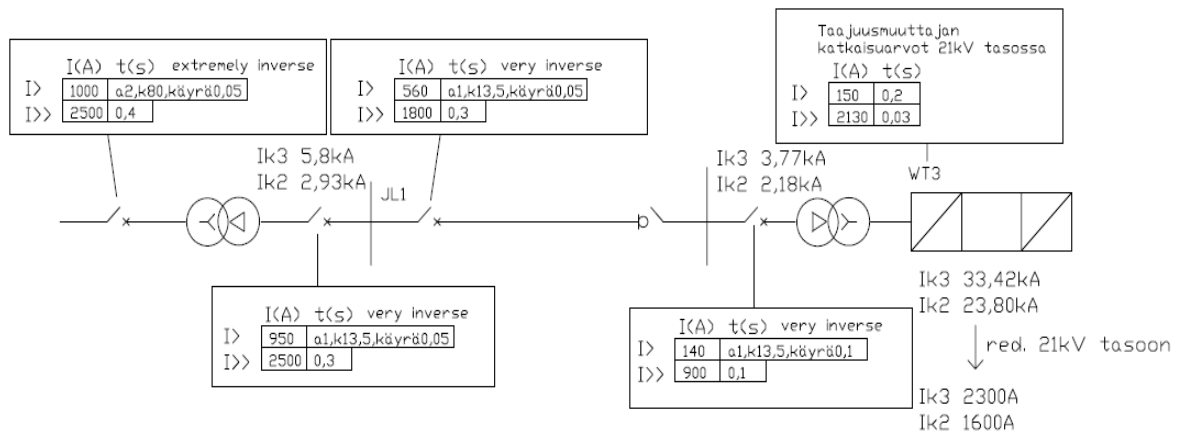 I(A) t(s) extremely inverse
I> 1000 a2,k80,käyrä0,05
I>> 2500 0,4
I(A) t(s) very inverse
I> 560 a1,k13,5,käyrä0,05
I>> 1800 0,3
Taajuusmuuttajan
katkaisuarvot 21kV tasossa
I(A) t(s)
I> 150 0,2
I>> 2130 0,03
Ik3 5,8kA
Ik2 2,93kA
JL1
Ik3 3,77kA
Ik2 2,18kA
WT3
I(A) t(s) very inverse
I> 950 a1,k13,5,käyrä0,05
I>> 2500 0,3
I(A) t(s) very inverse
I> 140 a1,k13,5,käyrä0,1
I>> 900 0,1
Ik3 33,42kA
Ik2 23,80kA
red. 21kV tasoon
Ik3 2300A
Ik2 1600A